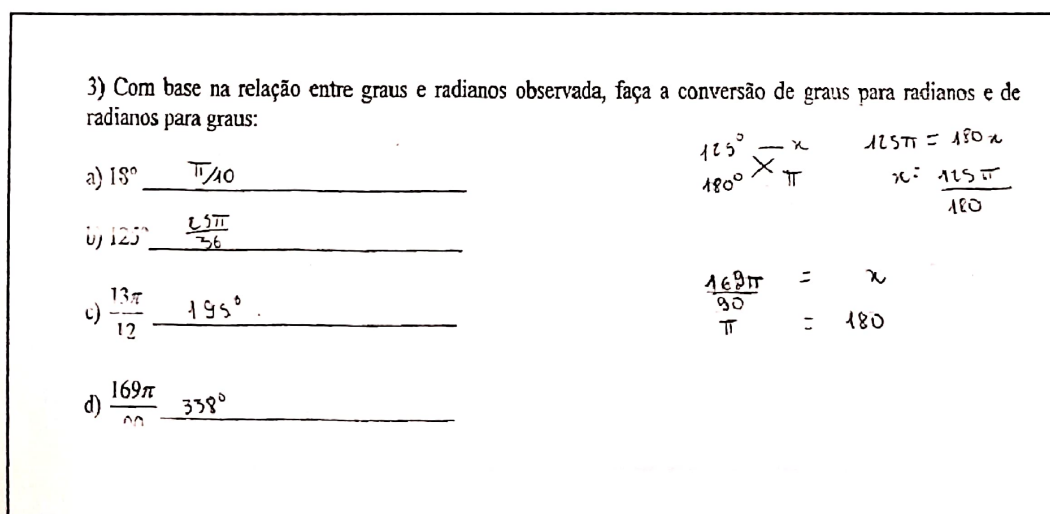 3) Com base na relação entre graus e radianos observada, faça a conversão de graus para radianos e de
radianos para graus:
a) 18° π/10
b) 125° 25π/36
c) 13π/12 195°
d) 169π/90 338°
125° — x
180° π
125π = 180x
x = 125π/180
169π/90 = x
π = 180